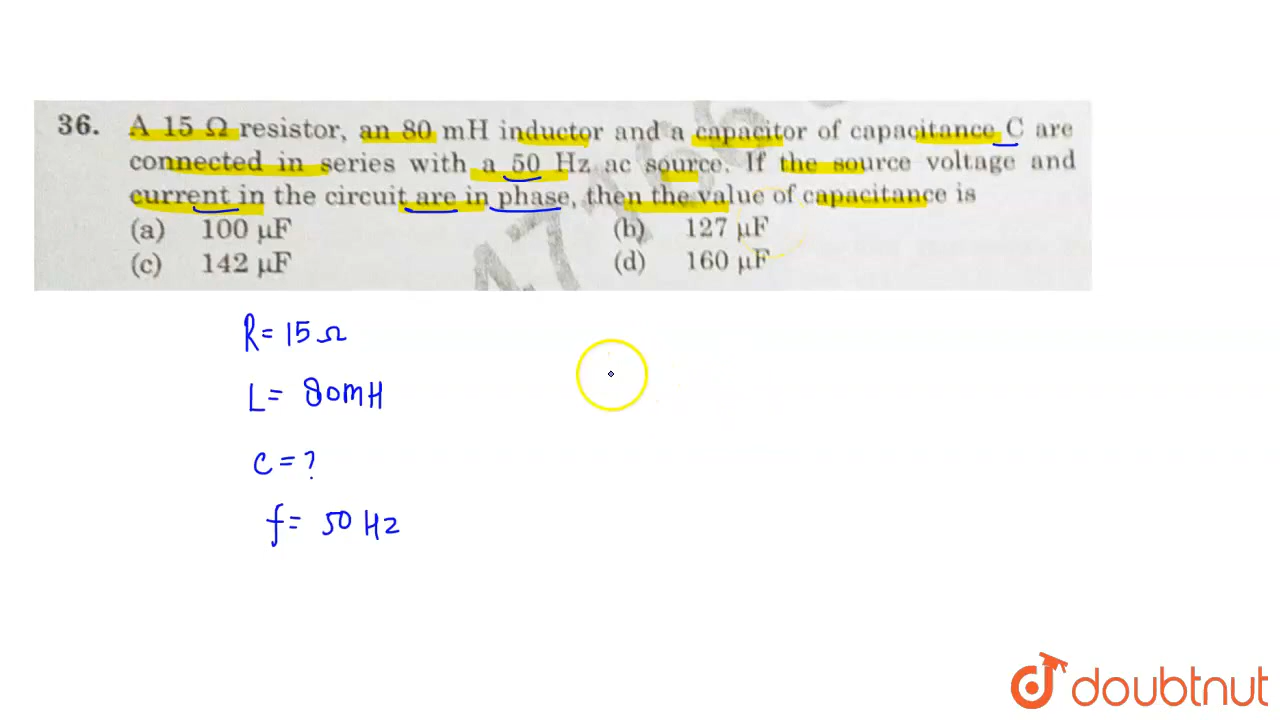 36. A 15 Ω resistor, an 80 mH inductor and a capacitor of capacitance C are
connected in series with a 50 Hz ac source. If the source voltage and
current in the circuit are in phase, then the value of capacitance is
(a) 100 μF (b) 127 μF
(c) 142 μF (d) 160 μF
R = 15 Ω
L = 80mH
C = ?
f = 50 Hz
doubtnut